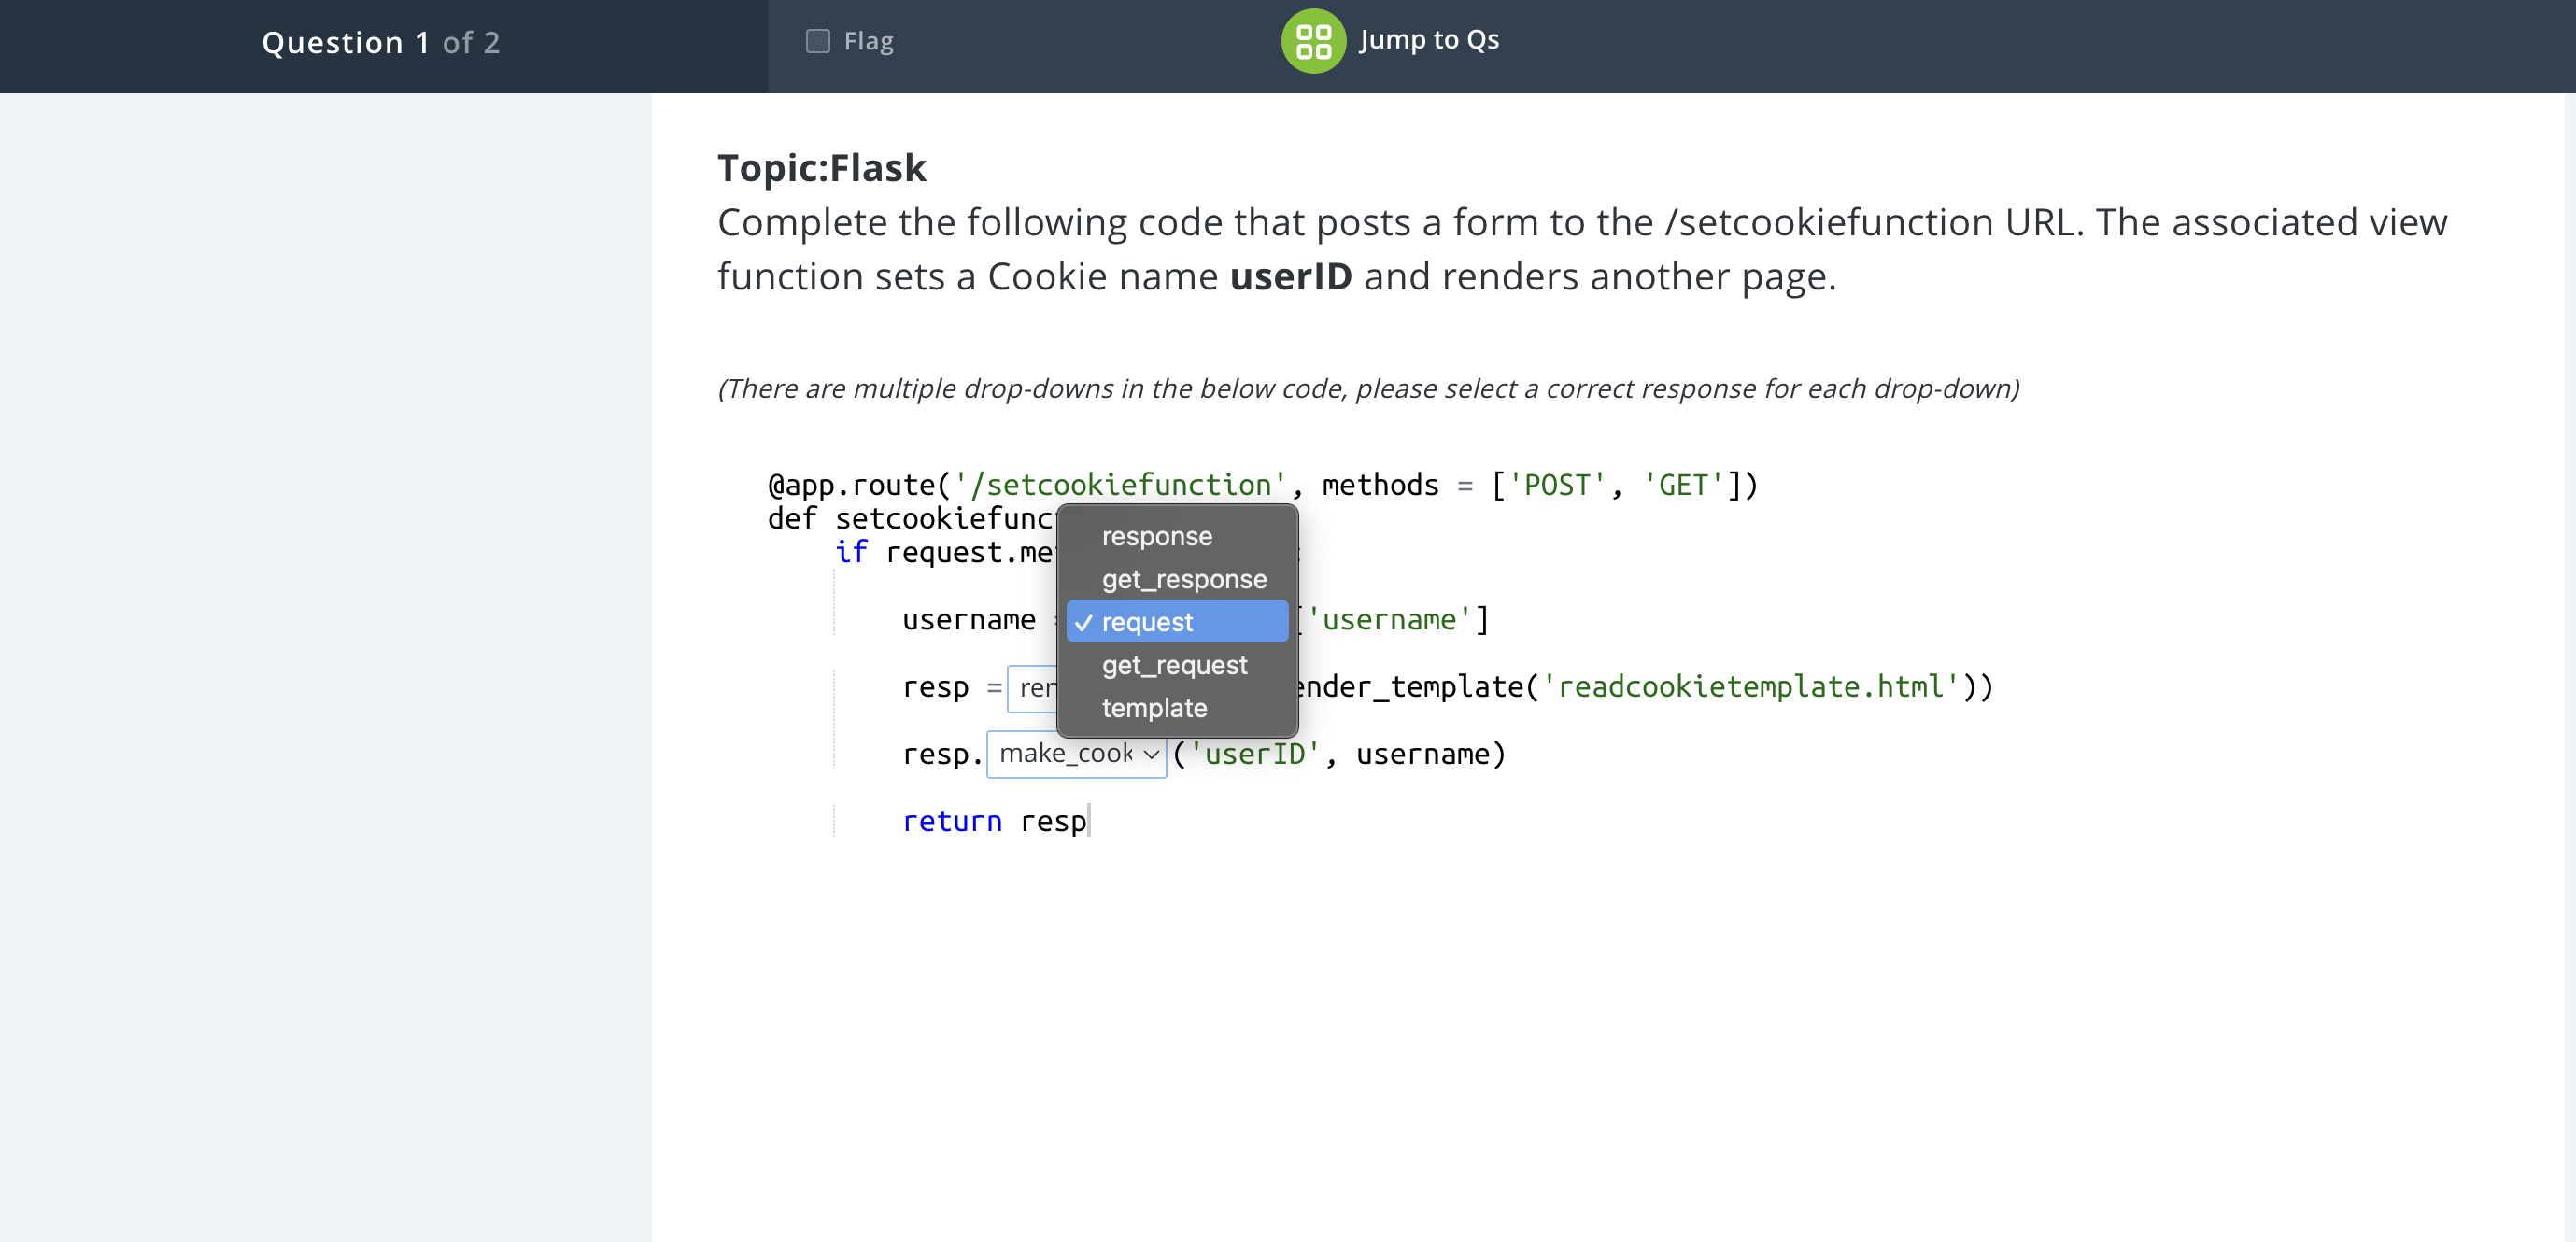 Question 1 of 2
Flag
Jump to Qs
Topic:Flask
Complete the following code that posts a form to the /setcookiefunction URL. The associated view
function sets a Cookie name userID and renders another page.
(There are multiple drop-downs in the below code, please select a correct response for each drop-down)
@app.route('/setcookiefunction', methods = ['POST', 'GET'])
def setcookiefunc
if request.me
response
get_response
username ✓ request 'username']
get_request
resp = ren ender_template('readcookietemplate.html'))
template
resp. make_cook ('userID', username)
return resp